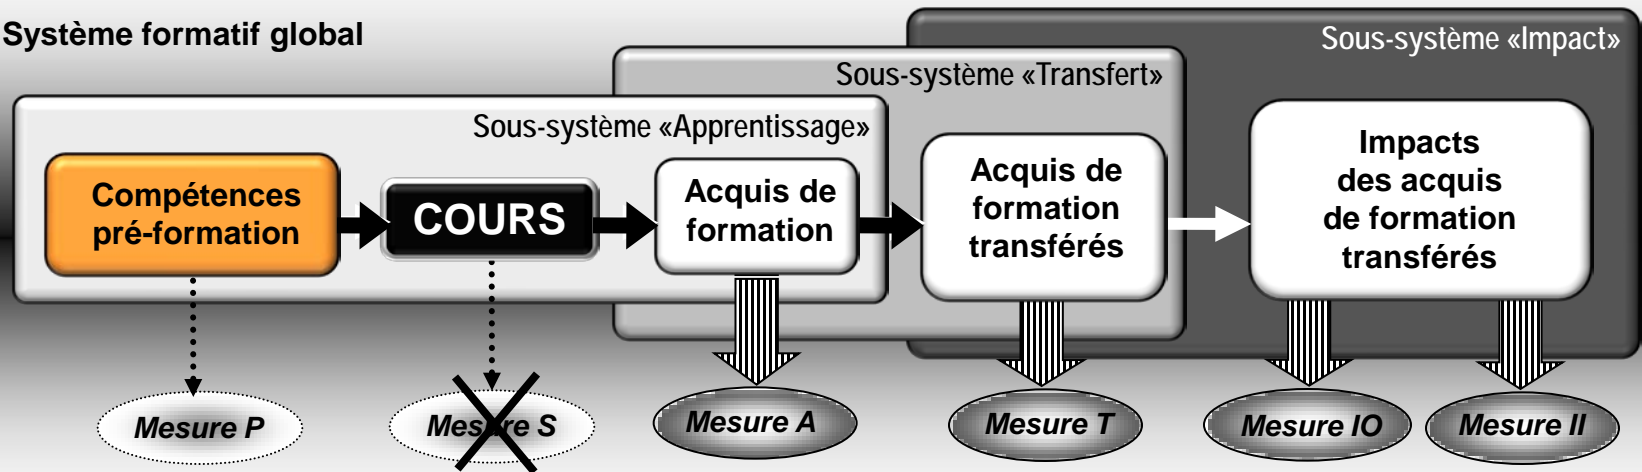 Système formatif global
Sous-système «Impact»
Sous-système «Transfert»
Sous-système «Apprentissage»
Compétences
pré-formation
COURS
Acquis de
formation
Acquis de
formation
transférés
Impacts
des acquis
de formation
transférés
Mesure P
Mesure S
Mesure A
Mesure T
Mesure IO
Mesure II